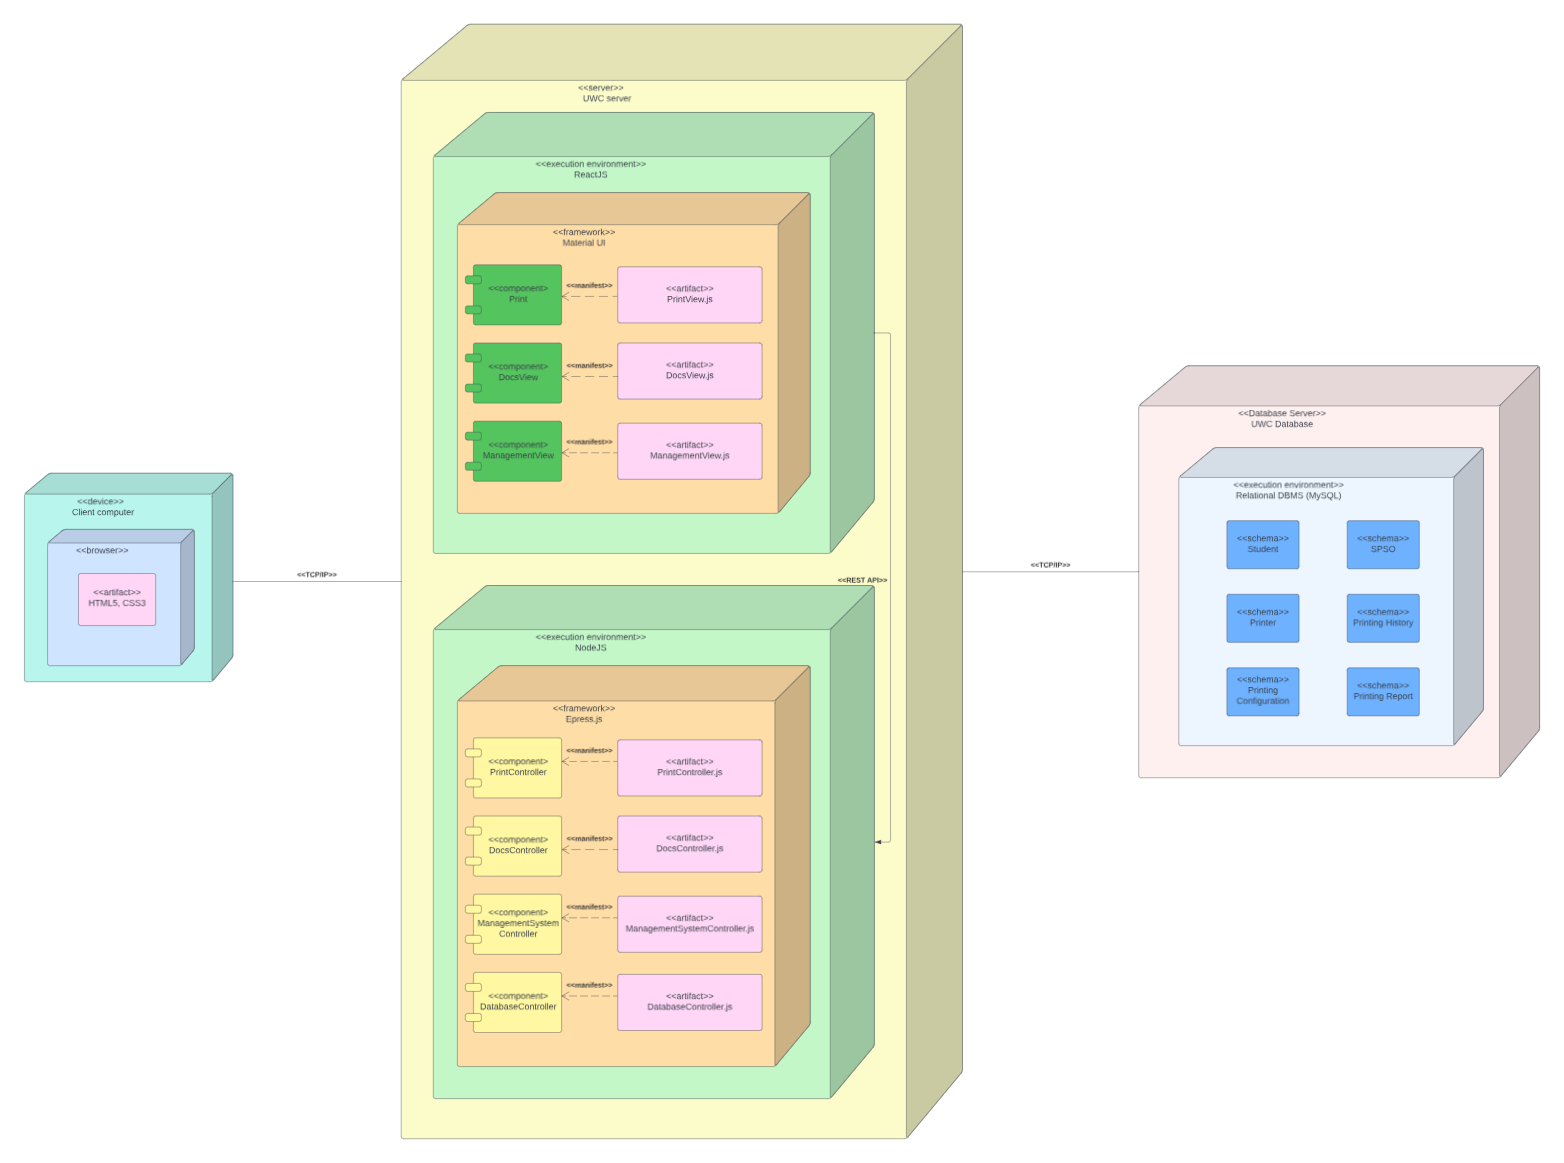 <<device>>
Client computer
<<browser>>
<<artifact>>
HTML5, CSS3
<<TCP/IP>>
<<server>>
UWC server
<<execution environment>>
ReactJS
<<framework>>
Material UI
<<component>
Print
<<manifest>>
<<artifact>>
PrintView.js
<<component>
DocsView
<<manifest>>
<<artifact>>
DocsView.js
<<component>
ManagementView
<<manifest>>
<<artifact>>
ManagementView.js
<<REST API>>
<<execution environment>>
NodeJS
<<framework>>
Epress.js
<<component>
PrintController
<<manifest>>
<<artifact>>
PrintController.js
<<component>
DocsController
<<manifest>>
<<artifact>>
DocsController.js
<<component>
ManagementSystem
Controller
<<manifest>>
<<artifact>>
ManagementSystemController.js
<<component>
DatabaseController
<<manifest>>
<<artifact>>
DatabaseController.js
<<TCP/IP>>
<<Database Server>>
UWC Database
<<execution environment>>
Relational DBMS (MySQL)
<<schema>>
Student
<<schema>>
SPSO
<<schema>>
Printer
<<schema>>
Printing History
<<schema>>
Printing
Configuration
<<schema>>
Printing Report